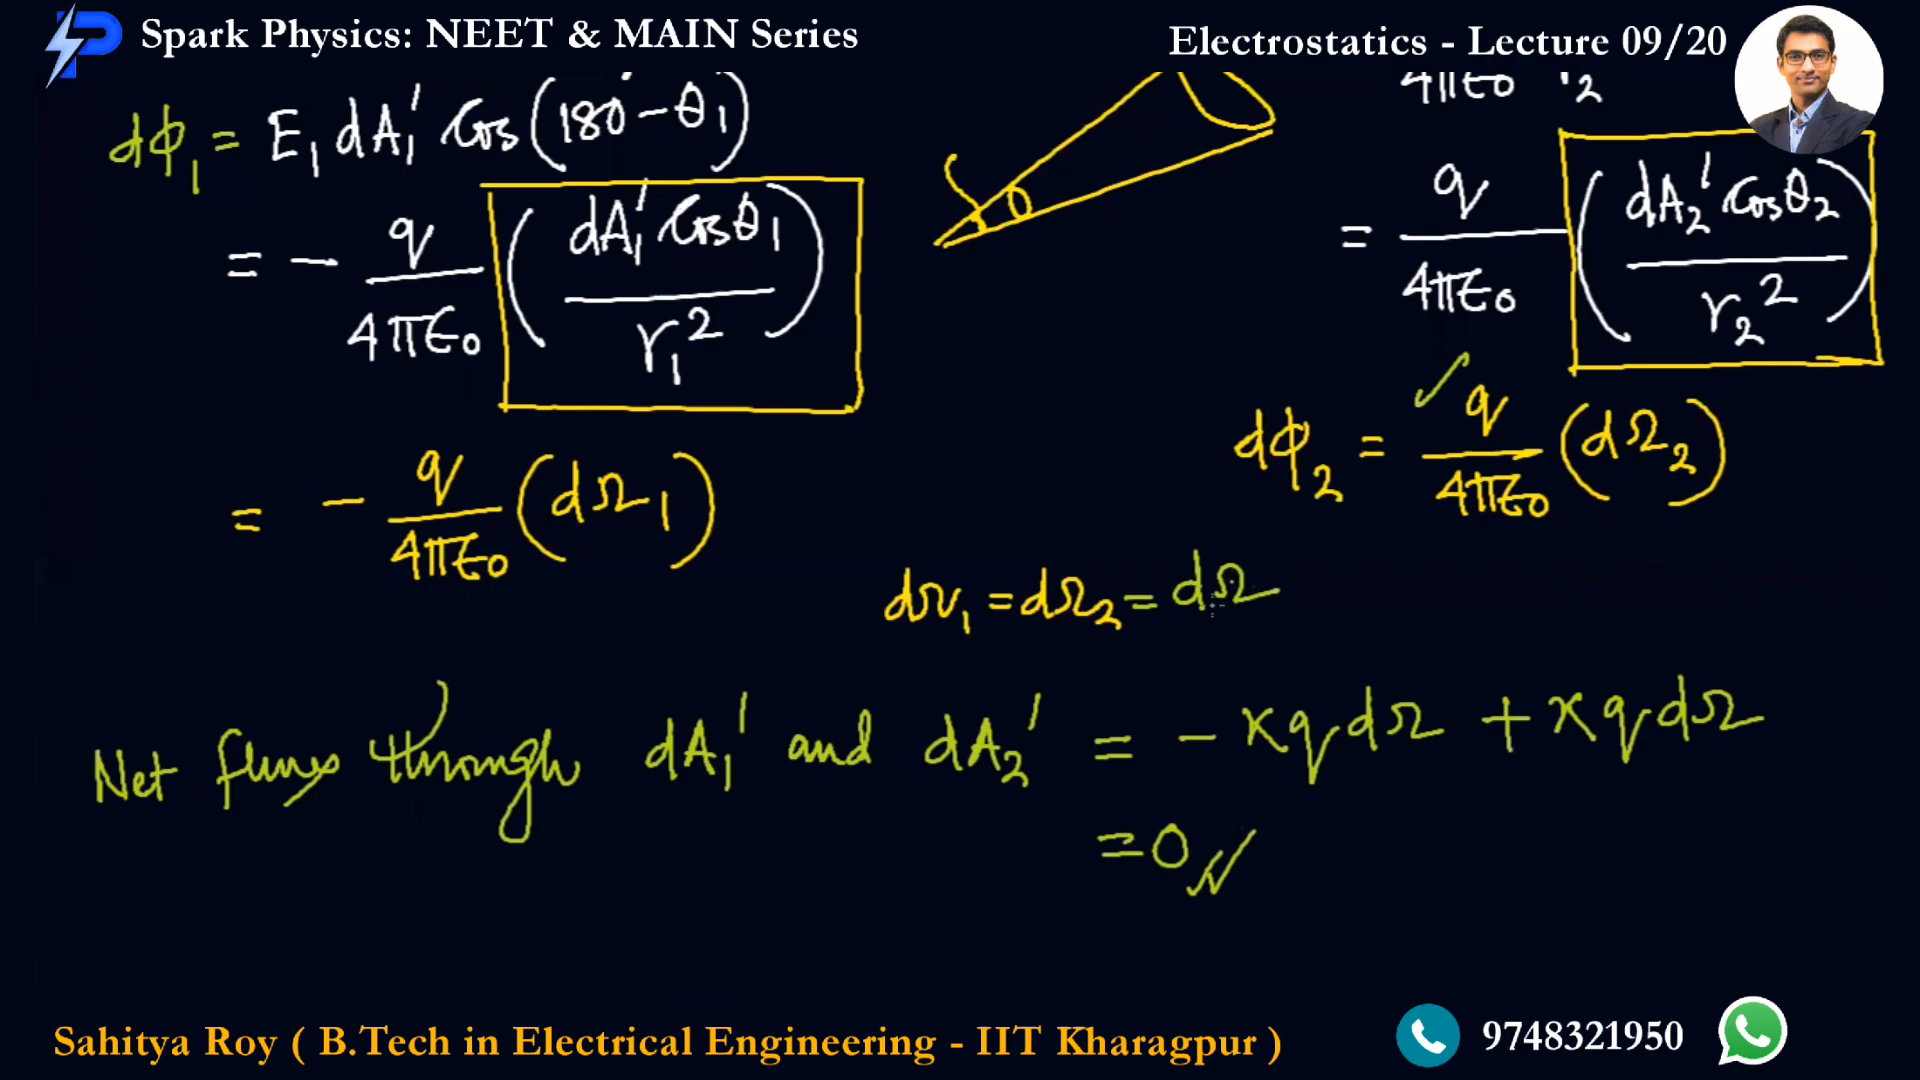 Spark Physics: NEET & MAIN Series
Electrostatics - Lecture 09/20
dϕ₁ = E₁ dA₁' Cos(180° - θ₁)
= - q/4πε₀ (dA₁' Cosθ₁ / r₁²)
= - q/4πε₀ (dΩ₁)
4πε₀ r₂
= q/4πε₀ (dA₂' Cosθ₂ / r₂²)
✓
dϕ₂ = q/4πε₀ (dΩ₂)
dΩ₁ = dΩ₂ = dΩ
Net flux through dA₁' and dA₂' = - Kq dΩ + Kq dΩ
= 0
Sahitya Roy ( B.Tech in Electrical Engineering - IIT Kharagpur )
9748321950